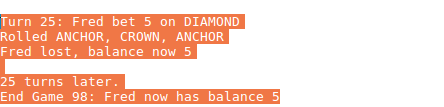 Turn 25: Fred bet 5 on DIAMOND
Rolled ANCHOR, CROWN, ANCHOR
Fred lost, balance now 5
25 turns later.
End Game 98: Fred now has balance 5